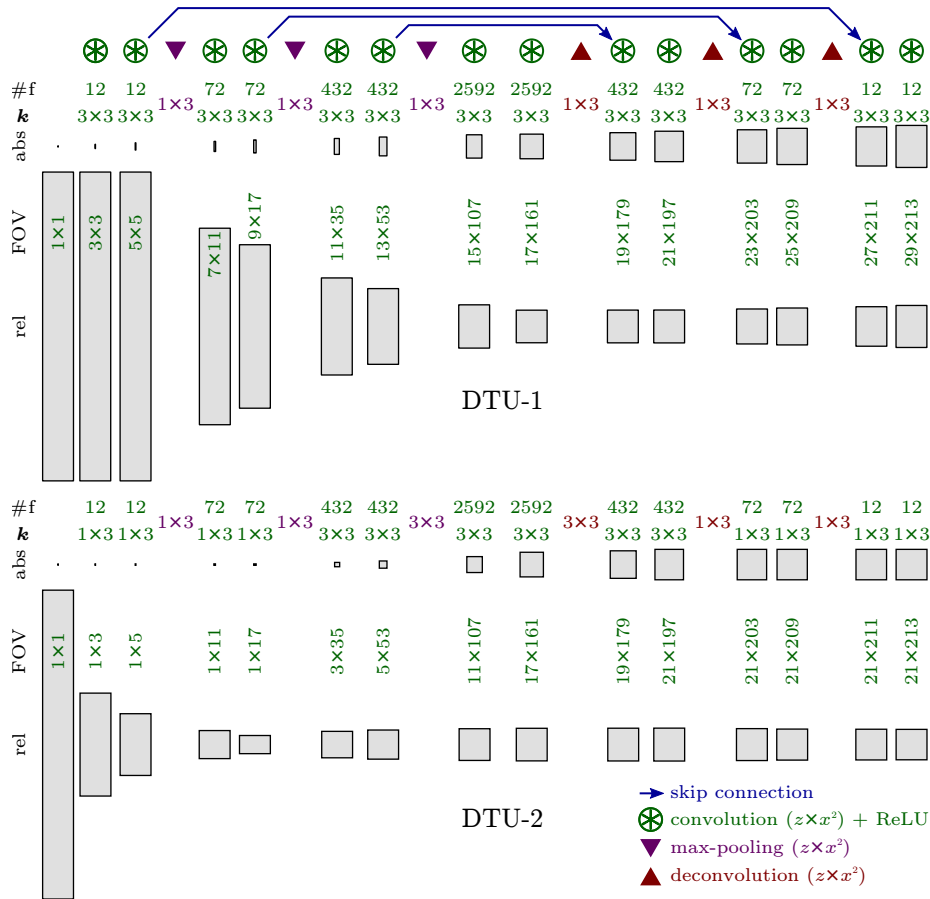 #f 12 12 72 72 432 432 2592 2592 432 432 72 72 12 12
1×3 1×3 1×3 1×3 1×3 1×3
k 3×3 3×3 3×3 3×3 3×3 3×3 3×3 3×3 3×3 3×3 3×3 3×3 3×3 3×3
abs
FOV 1×1 3×3 5×5 7×11 9×17 11×35 13×53 15×107 17×161 19×179 21×197 23×203 25×209 27×211 29×213
rel
DTU-1
#f 12 12 72 72 432 432 2592 2592 432 432 72 72 12 12
1×3 1×3 3×3 3×3 1×3 1×3
k 1×3 1×3 1×3 1×3 3×3 3×3 3×3 3×3 3×3 3×3 1×3 1×3 1×3 1×3
abs
FOV 1×1 1×3 1×5 1×11 1×17 3×35 5×53 11×107 17×161 19×179 21×197 21×203 21×209 21×211 21×213
rel
DTU-2
skip connection
convolution (z×x²) + ReLU
max-pooling (z×x²)
deconvolution (z×x²)